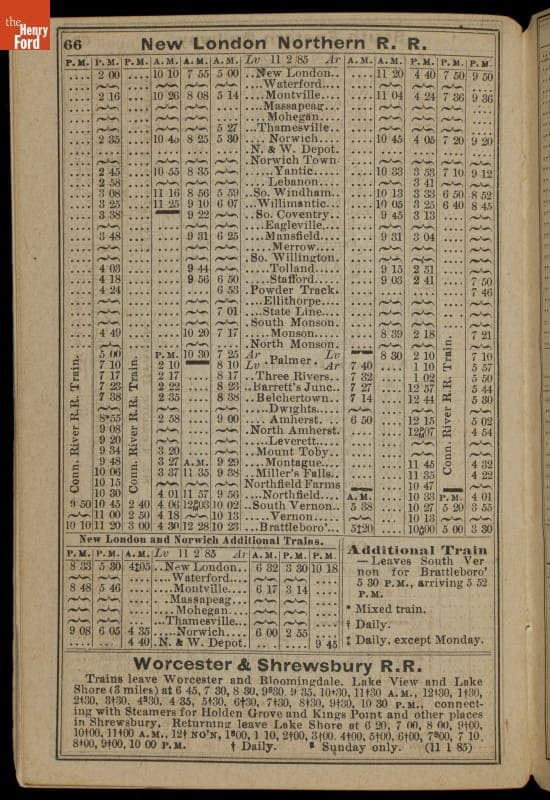 the
Henry
Ford
66 New London Northern R. R.
P.M. P.M. P.M. A.M. A.M. A.M. Lv 11 2 85 Ar A.M. A.M. P.M. P.M. P.M.
2 00 10 10 7 55 5 00 ..New London.. 11 20 4 40 7 50 9 50
...Waterford....
2 16 10 26 8 08 5 14 ....Montville.... 11 04 4 24 7 36 9 36
...Massapeag...
....Mohegan....
5 27 ..Thamesville..
2 35 10 40 8 25 5 30 ....Norwich.... 10 45 4 05 7 20 9 20
N. & W. Depot.
Norwich Town
2 45 10 55 8 35 .....Yantic..... 10 33 3 53 7 10 9 12
2 58 ....Lebanon.... 3 41
3 08 11 16 8 56 5 59 ..So. Windham.. 10 13 3 33 6 50 8 52
3 25 11 25 9 10 6 07 ..Willimantic.. 10 05 3 25 6 40 8 45
3 38 9 22 ..So. Coventry.. 9 45 3 13
....Eagleville....
3 48 9 31 6 25 ....Mansfield.... 9 31 3 04
.....Merrow.....
.So. Willington.
4 03 9 44 .....Tolland..... 9 15 2 51
4 18 9 56 6 50 ....Stafford.... 9 03 2 41 7 50
4 24 6 53 .Powder Track. 7 46
...Ellithorpe....
7 01 ...State Line...
South Monson.
4 49 10 20 7 17 ....Monson.... 8 39 2 18 7 21
.North Monson.
5 00 P.M. 10 30 7 25 Ar Palmer. Lv 8 30 2 10 7 10
7 10 2 10 8 10 Lv Ar 7 40 1 10 5 57
7 17 2 17 8 17 ..Three Rivers.. 7 32 1 02 5 50
7 23 2 22 8 23 .Barrett's Junc.. 7 27 12 57 5 44
7 38 2 35 8 38 ..Belchertown.. 7 14 12 44 5 30
.....Dwights.....
8*55 2 58 9 00 ....Amherst.... 6 50 12 15 5 02
9 08 .North Amherst. 4 54
9 20 ....Leverett....
9 34 3 20 .Mount Toby..
9 48 3 27 A.M. 9 29 ...Montague... 11 45 4 32
10 06 3 37 11 35 9 38 .Miller's Falls.. 11 35 4 22
10 15 Northfield Farms 10 47
10 30 4 01 11 57 9 56 ..Northfield.. A.M. 10 33 P.M. 4 01
9 50 10 45 2 40 4 06 10 02 .South Vernon. 5 38 10 27 5 20 3 55
11 00 2 50 4 18 10 13 .....Vernon..... 10 13
10 10 11 20 3 00 4 30 12 28 10 23 ..Brattleboro'.. 5‡20 5 00 3 30
Conn. River R.R. Train.
Conn. River R.R. Train.
Conn. River R.R. Train.
New London and Norwich Additional Trains.
P.M. P.M. A.M. Lv 11 2 85 Ar A.M. P.M. P.M.
8 33 5 30 4‡05 ..New London.. 6 32 3 30 10 18
...Waterford....
8 48 5 46 ....Montville.... 6 17 3 14
...Massapeag...
....Mohegan....
..Thamesville..
9 08 6 05 4 35 ....Norwich.... 6 00 2 55
4 40 .N. & W. Depot. 9 45
Additional Train
—Leaves South Ver
non for Brattleboro'
5 30 P.M., arriving 5 52
P.M.
* Mixed train.
† Daily.
‡ Daily, except Monday.
Worcester & Shrewsbury R.R.
Trains leave Worcester and Bloomingdale. Lake View and Lake
Shore (3 miles) at 6 45, 7 30, 8 30, 9 35, 10†30, 11†30 A.M., 12†30, 1†30,
2†30, 3†30, 4 35, 5†30, 6†30, 7†30, 8†30, 9†30, 10 30 P.M., connect-
ing with Steamers for Holden Grove and Kings Point and other places
in Shrewsbury. Returning leave Lake Shore at 6 20, 7 00, 8 00, 9†00,
10†00, 11†00 A.M., 12† NO'N, 1 10, 2†00, 3†00, 4†00, 5†00, 6†00, 7 10,
8†00, 9†00, 10 00 P.M. † Daily. Sunday only. (11 1 85)